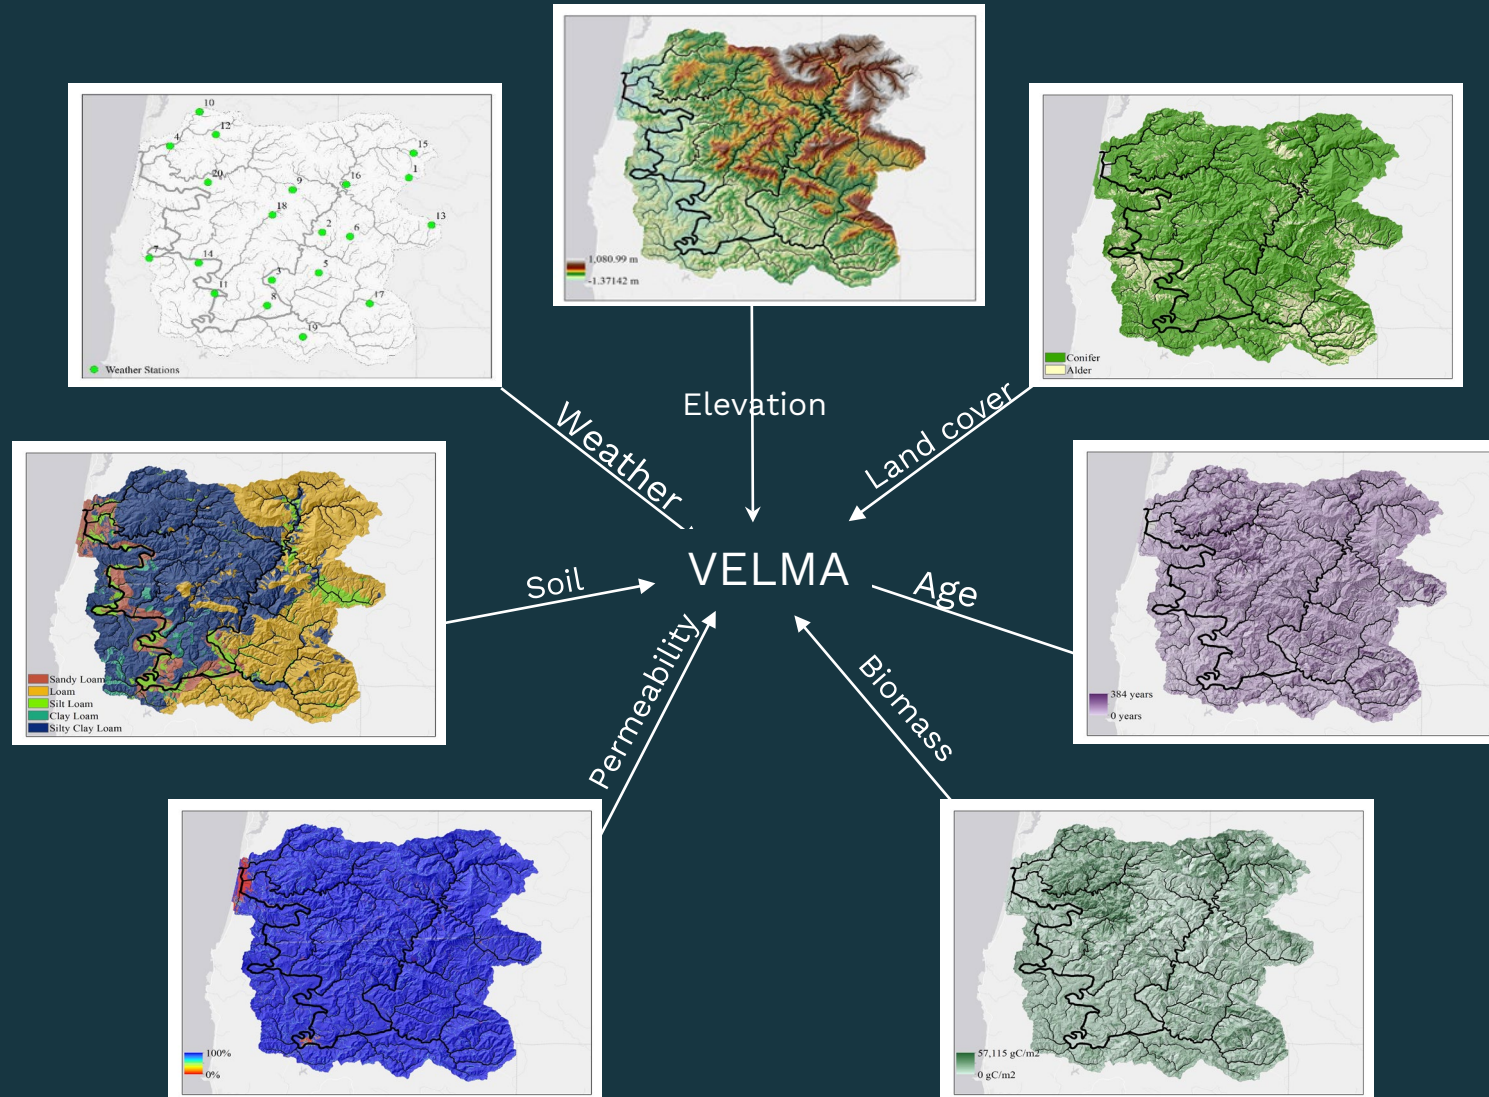 10
12
4
15
20
9
16
1
18
13
2
6
7
14
5
3
11
8
17
19
Weather Stations
1,080.99 m
-1.37142 m
Conifer
Alder
Elevation
Weather
Land cover
Sandy Loam
Loam
Silt Loam
Clay Loam
Silty Clay Loam
Soil
VELMA
Age
384 years
0 years
Permeability
Biomass
100%
0%
57,115 gC/m2
0 gC/m2